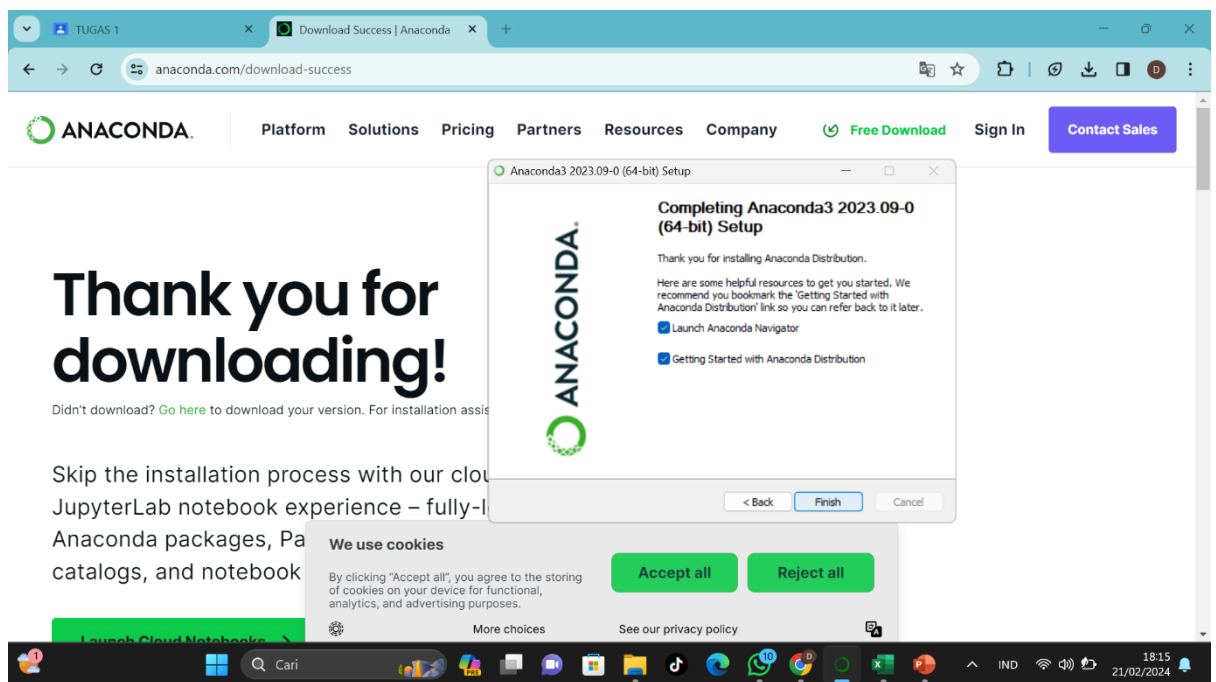 TUGAS 1
Download Success | Anaconda
anaconda.com/download-success
D
ANACONDA.
Platform Solutions Pricing Partners Resources Company Free Download Sign In Contact Sales
Anaconda3 2023.09-0 (64-bit) Setup
ANACONDA.
Completing Anaconda3 2023.09-0
(64-bit) Setup
Thank you for installing Anaconda Distribution.
Here are some helpful resources to get you started. We
recommend you bookmark the 'Getting Started with
Anaconda Distribution' link so you can refer back to it later.
Launch Anaconda Navigator
Getting Started with Anaconda Distribution
< Back Finish Cancel
Thank you for
downloading!
Didn't download? Go here to download your version. For installation assis
Skip the installation process with our clou
JupyterLab notebook experience – fully-l
Anaconda packages, Pa
catalogs, and notebook
Launch Cloud Notebooks
We use cookies
By clicking "Accept all", you agree to the storing
of cookies on your device for functional,
analytics, and advertising purposes.
Accept all Reject all
More choices See our privacy policy
1
Cari
PRE
10
IND
18:15
21/02/2024